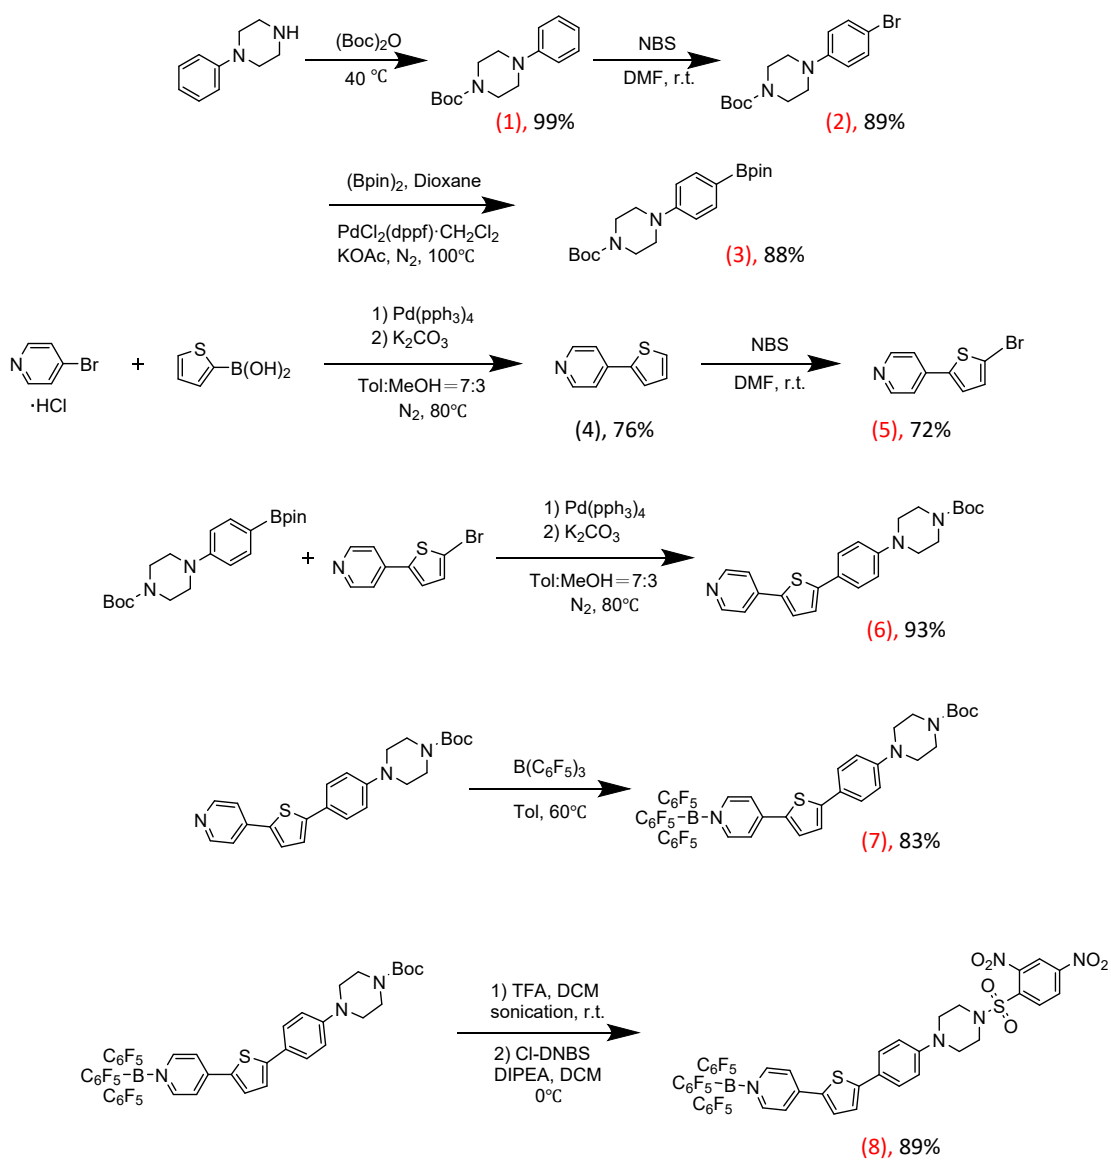 NH
N
(Boc)₂O
40 ℃
N
N
Boc
(1), 99%
NBS
DMF, r.t.
Br
N
N
Boc
(2), 89%
(Bpin)₂, Dioxane
PdCl₂(dppf)·CH₂Cl₂
KOAc, N₂, 100℃
Bpin
N
N
Boc
(3), 88%
N
Br
·HCl
+
S
B(OH)₂
1) Pd(pph₃)₄
2) K₂CO₃
Tol:MeOH=7:3
N₂, 80℃
N
S
(4), 76%
NBS
DMF, r.t.
N
S
Br
(5), 72%
Bpin
N
N
Boc
+
N
S
Br
1) Pd(pph₃)₄
2) K₂CO₃
Tol:MeOH=7:3
N₂, 80℃
Boc
N
N
S
N
(6), 93%
Boc
N
N
S
N
B(C₆F₅)₃
Tol, 60℃
Boc
N
N
S
C₆F₅
C₆F₅-B-N
C₆F₅
(7), 83%
Boc
N
N
S
C₆F₅
C₆F₅-B-N
C₆F₅
1) TFA, DCM
sonication, r.t.
2) Cl-DNBS
DIPEA, DCM
0℃
O₂N
NO₂
O
S
O
N
N
S
C₆F₅
C₆F₅-B-N
C₆F₅
(8), 89%